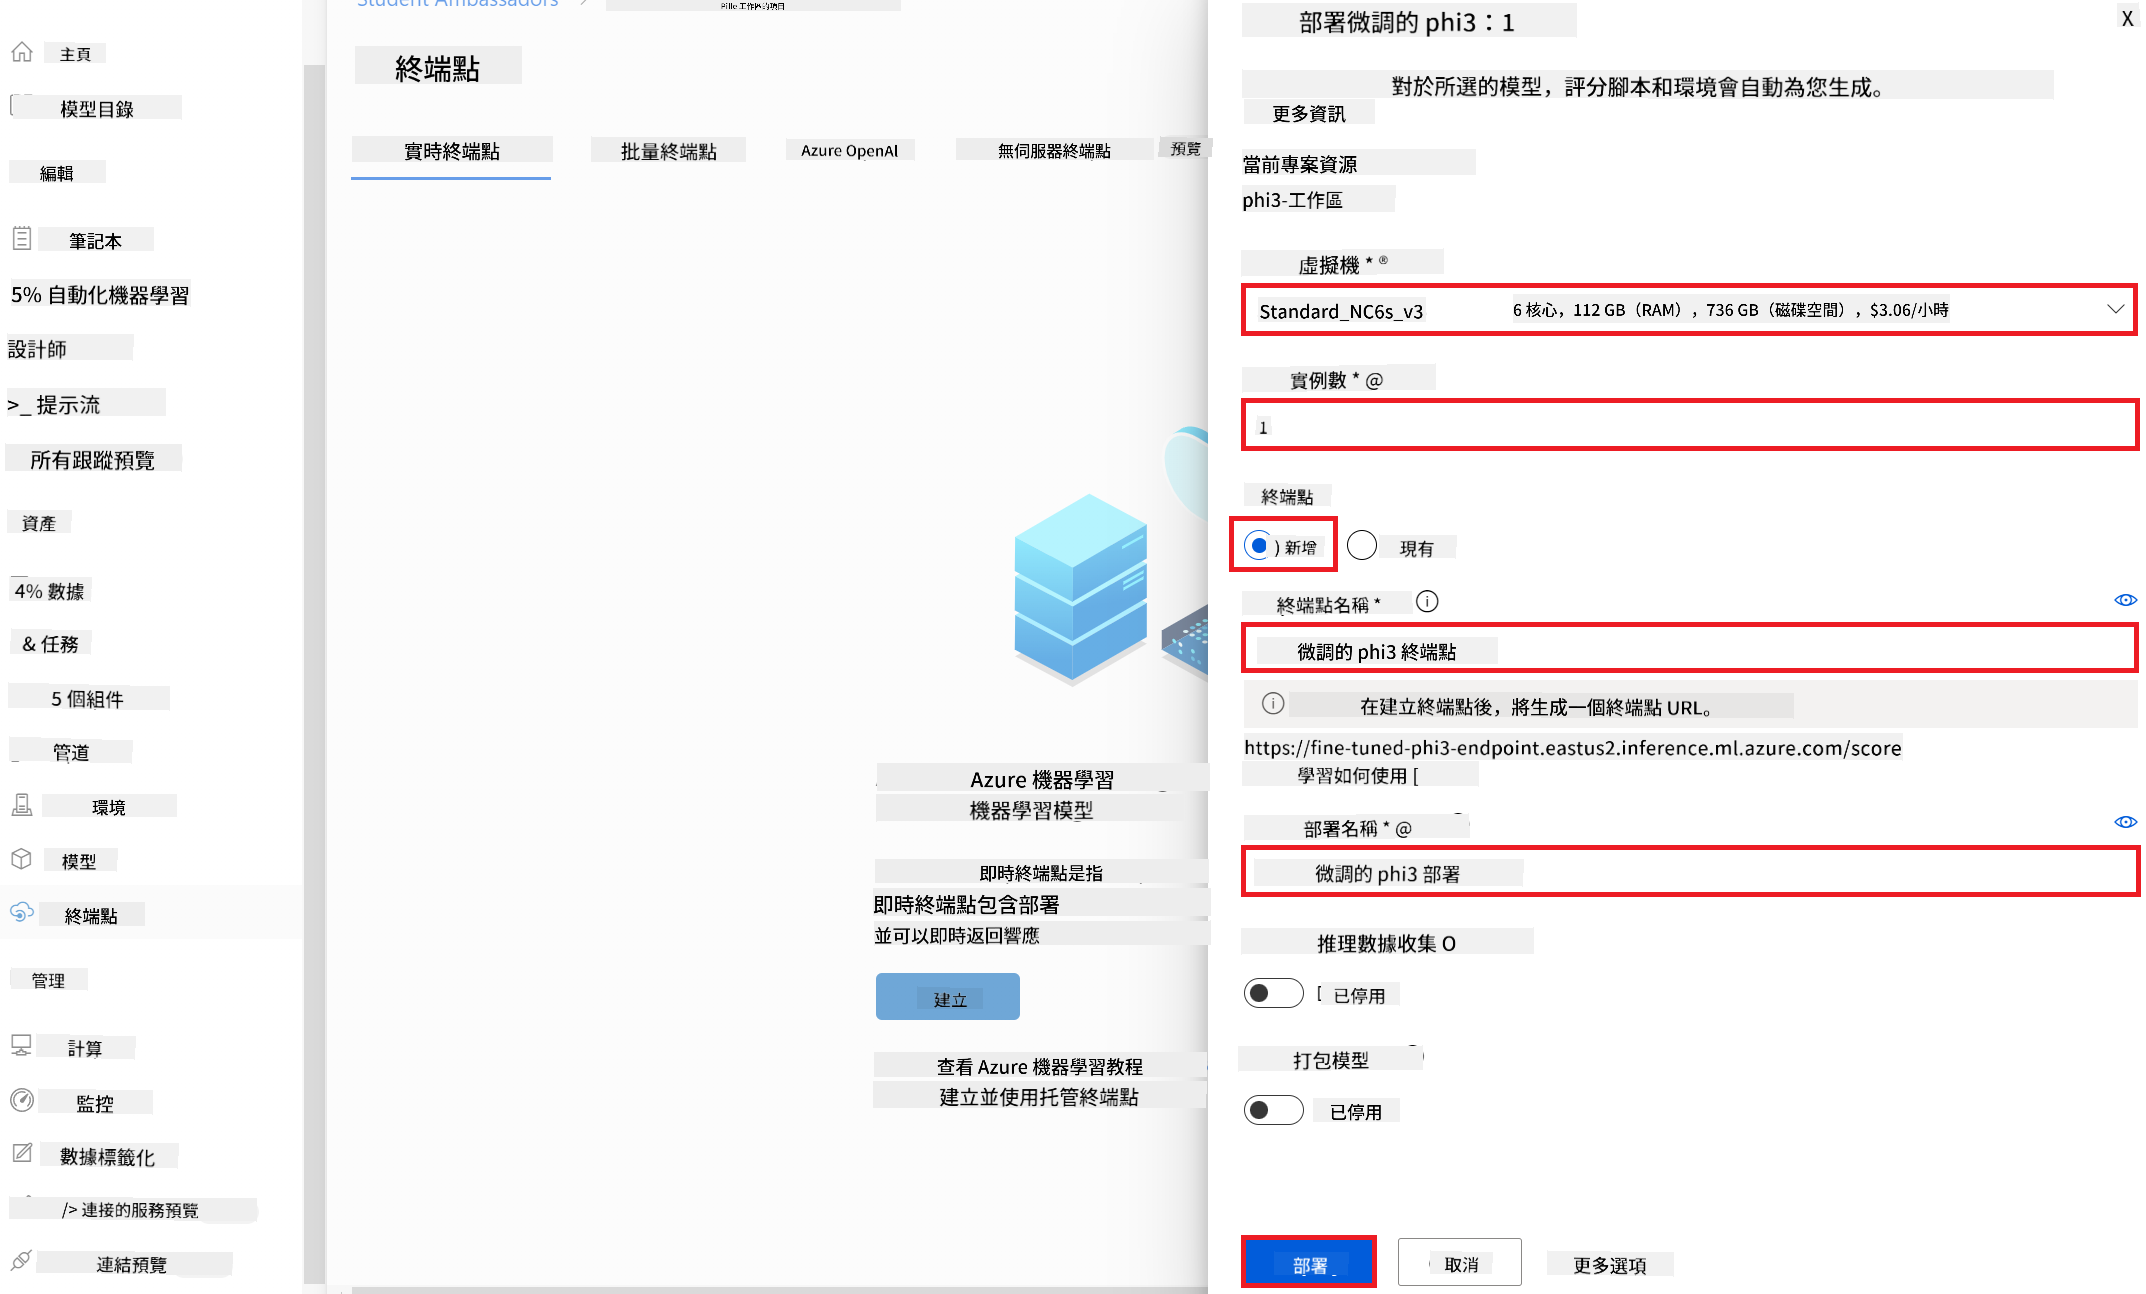 Student Ambassadors
主頁
模型目錄
編輯
筆記本
5% 自動化機器學習
設計師
>_ 提示流
所有跟蹤預覽
資產
4% 數據
& 任務
5 個組件
管道
環境
模型
終端點
管理
計算
監控
數據標籤化
/> 連接的服務預覽
連結預覽
終端點
實時終端點
批量終端點
Azure OpenAI
無伺服器終端點
預覽
Azure 機器學習
機器學習模型
即時終端點是指
即時終端點包含部署
並可以即時返回響應
建立
查看 Azure 機器學習教程
建立並使用托管終端點
部署微調的 phi3：1
X
對於所選的模型，評分腳本和環境會自動為您生成。
更多資訊
當前專案資源
phi3-工作區
虛擬機 * ®
Standard_NC6s_v3 6 核心，112 GB（RAM），736 GB（磁碟空間），$3.06/小時
實例數 * @
1
終端點
) 新增 現有
終端點名稱 *
微調的 phi3 終端點
在建立終端點後，將生成一個終端點 URL。
https://fine-tuned-phi3-endpoint.eastus2.inference.ml.azure.com/score
學習如何使用 [
部署名稱 * @
微調的 phi3 部署
推理數據收集 O
[ 已停用
打包模型
已停用
部署
取消
更多選項